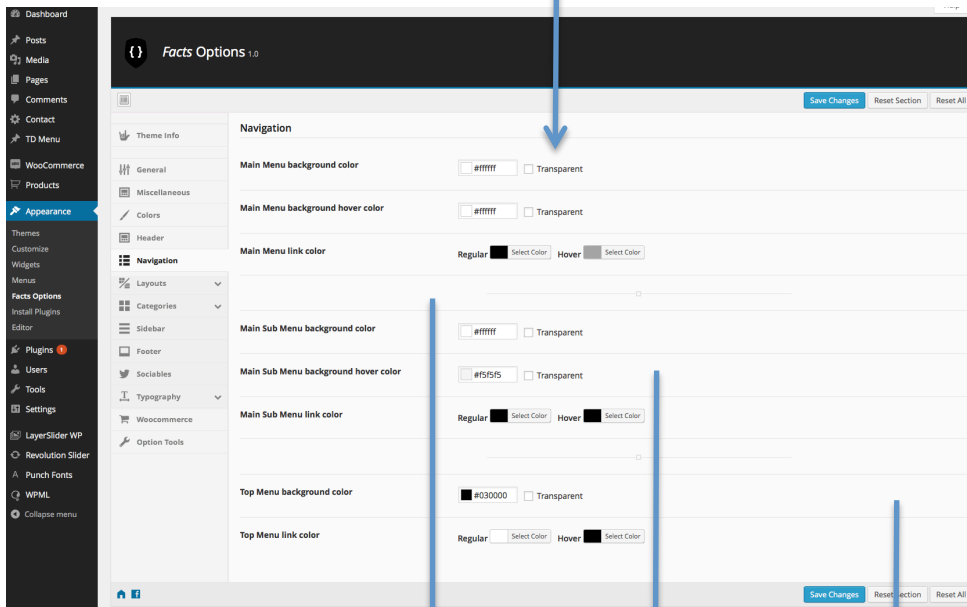 Dashboard
Posts
Media
Pages
Comments
Contact
TD Menu
WooCommerce
Products
Appearance
Themes
Customize
Widgets
Menus
Facts Options
Install Plugins
Editor
Plugins 1
Users
Tools
Settings
LayerSlider WP
Revolution Slider
A Punch Fonts
WPML
Collapse menu
{} Facts Options 1.0
Save Changes Reset Section Reset All
Theme Info
General
Miscellaneous
Colors
Header
Navigation
Layouts
Categories
Sidebar
Footer
Sociables
Typography
Woocommerce
Option Tools
Navigation
Main Menu background color #ffffff Transparent
Main Menu background hover color #ffffff Transparent
Main Menu link color Regular Select Color Hover Select Color
Main Sub Menu background color #ffffff Transparent
Main Sub Menu background hover color #f5f5f5 Transparent
Main Sub Menu link color Regular Select Color Hover Select Color
Top Menu background color #030000 Transparent
Top Menu link color Regular Select Color Hover Select Color
Save Changes Reset Section Reset All